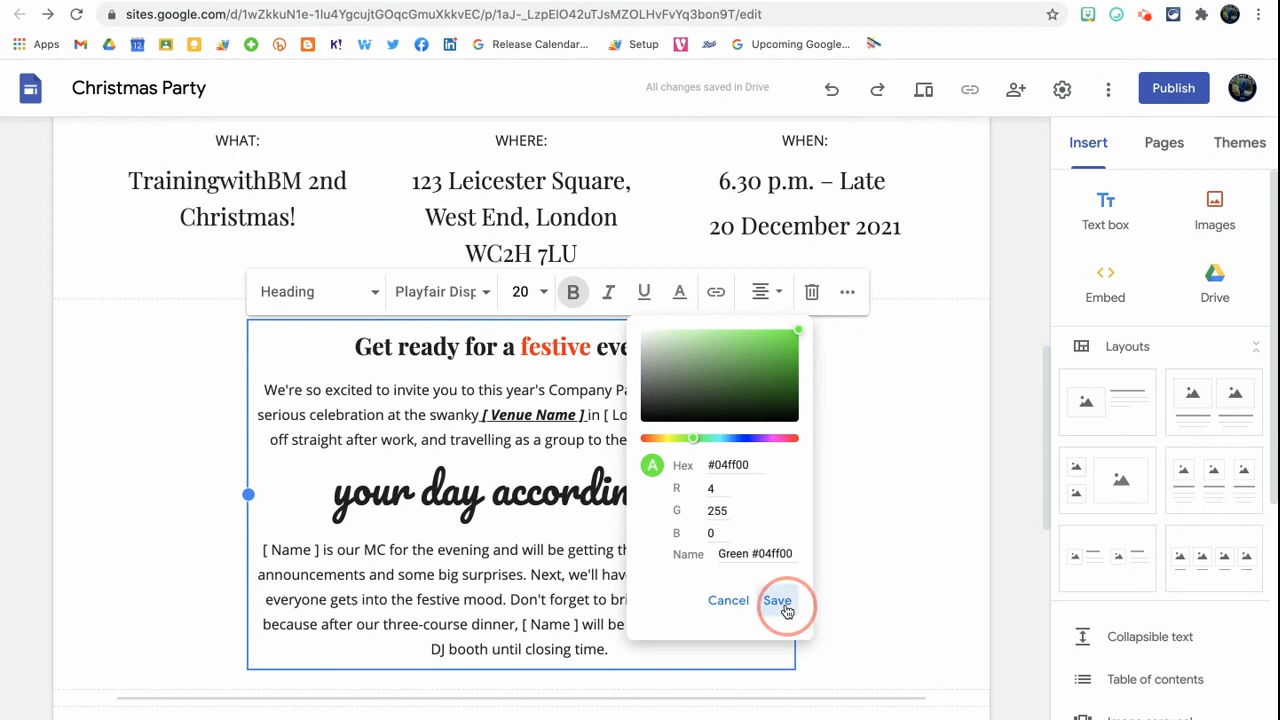 sites.google.com/d/1wZkkuN1e-1lu4YgcujtGOqcGmuXkkvEC/p/1aJ-_LzpEIO42uTJsMZOLHvFvYq3bon9T/edit
Apps
Release Calendar...
Setup
Upcoming Google...
Christmas Party
All changes saved in Drive
Publish
WHAT:
TrainingwithBM 2nd
Christmas!
WHERE:
123 Leicester Square,
West End, London
WC2H 7LU
WHEN:
6.30 p.m. – Late
20 December 2021
Heading
Playfair Disp
20
B I U A
Get ready for a festive eve
We're so excited to invite you to this year's Company Pa
serious celebration at the swanky [ Venue Name ] in [ Lo
off straight after work, and travelling as a group to the
your day accordin
[ Name ] is our MC for the evening and will be getting th
announcements and some big surprises. Next, we'll have
everyone gets into the festive mood. Don't forget to bri
because after our three-course dinner, [ Name ] will be
DJ booth until closing time.
A
Hex #04ff00
R 4
G 255
B 0
Name Green #04ff00
Cancel Save
Insert Pages Themes
Tт
Text box
Images
Embed
Drive
Layouts
Collapsible text
Table of contents